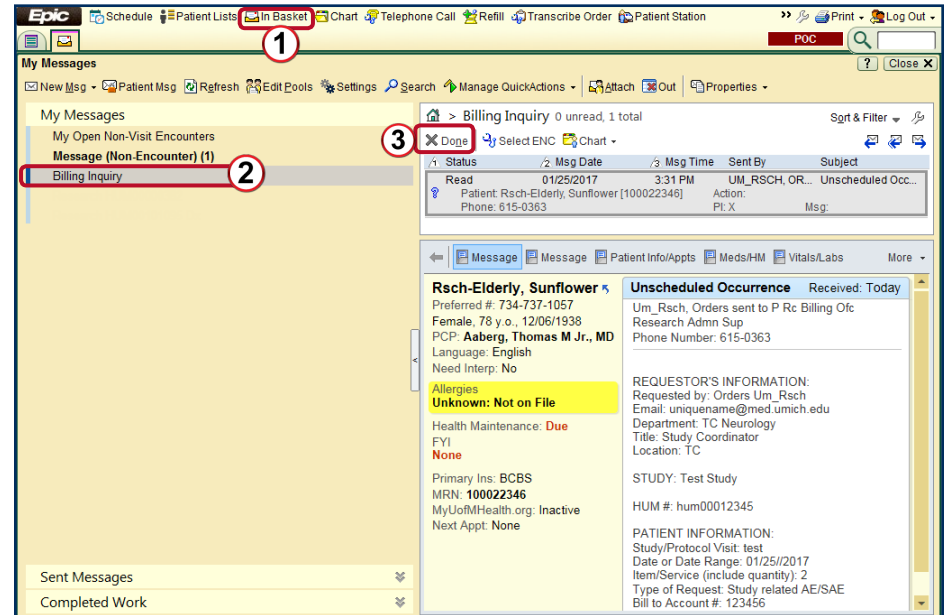 Epic Schedule Patient Lists In Basket Chart Telephone Call Refill Transcribe Order Patient Station Print Log Out
1
POC
My Messages ? Close X
New Msg Patient Msg Refresh Edit Pools Settings Search Manage QuickActions Attach Out Properties
My Messages
My Open Non-Visit Encounters
Message (Non-Encounter) (1)
Billing Inquiry
2
> Billing Inquiry 0 unread, 1 total Sort & Filter
3
Done Select ENC Chart
1 Status 2 Msg Date 3 Msg Time Sent By Subject
Read 01/25/2017 3:31 PM UM_RSCH, OR... Unscheduled Occ...
? Patient: Rsch-Elderly, Sunflower [100022346] Action:
Phone: 615-0363 Pl: X Msg:
Message Message Patient Info/Appts Meds/HM Vitals/Labs More
Rsch-Elderly, Sunflower
Preferred #: 734-737-1057
Female, 78 y.o., 12/06/1938
PCP: Aaberg, Thomas M Jr., MD
Language: English
Need Interp: No
Allergies
Unknown: Not on File
Health Maintenance: Due
FYI
None
Primary Ins: BCBS
MRN: 100022346
MyUofMHealth.org: Inactive
Next Appt: None
<
Unscheduled Occurrence Received: Today
Um_Rsch, Orders sent to P Rc Billing Ofc
Research Admn Sup
Phone Number: 615-0363
REQUESTOR'S INFORMATION:
Requested by: Orders Um_Rsch
Email: uniquename@med.umich.edu
Department: TC Neurology
Title: Study Coordinator
Location: TC
STUDY: Test Study
HUM #: hum00012345
PATIENT INFORMATION:
Study/Protocol Visit: test
Date or Date Range: 01/25//2017
Item/Service (include quantity): 2
Type of Request: Study related AE/SAE
Bill to Account #: 123456
Sent Messages
Completed Work